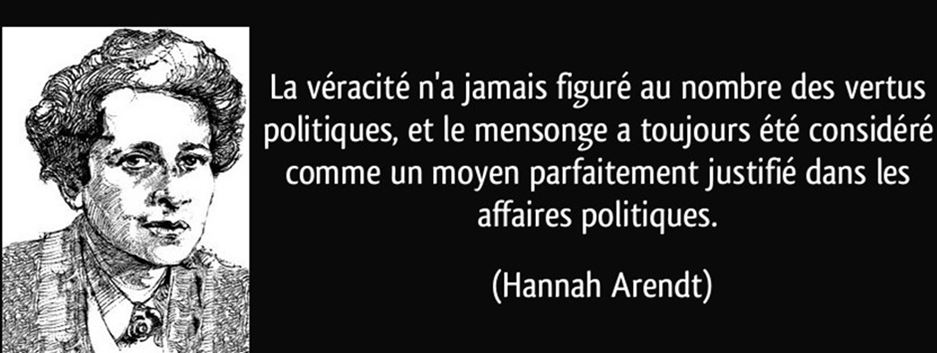 La véracité n'a jamais figuré au nombre des vertus
politiques, et le mensonge a toujours été considéré
comme un moyen parfaitement justifié dans les
affaires politiques.
(Hannah Arendt)